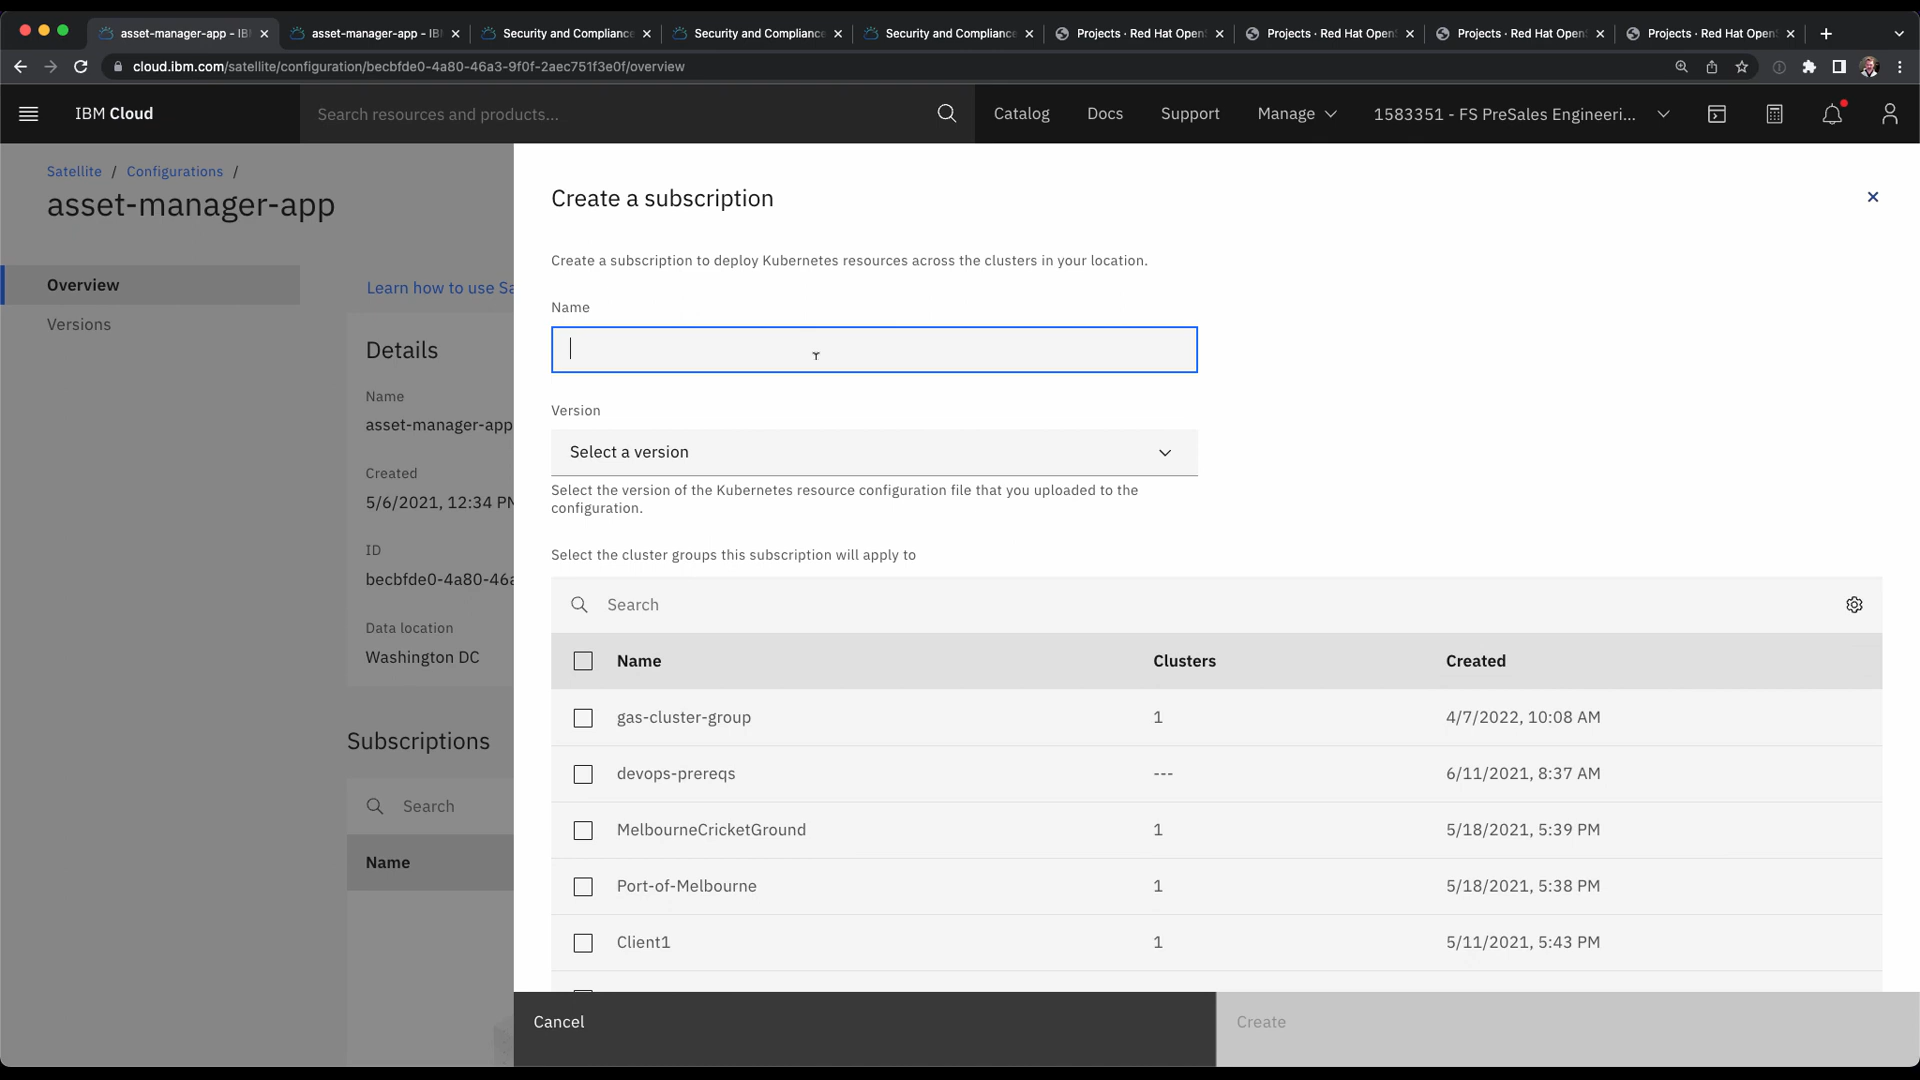 asset-manager-app - IB
asset-manager-app - IB
Security and Compliance
Security and Compliance
Security and Compliance
Projects · Red Hat Open
Projects · Red Hat Open
Projects · Red Hat Open
Projects · Red Hat Open
cloud.ibm.com/satellite/configuration/becbfde0-4a80-46a3-9f0f-2aec751f3e0f/overview
IBM Cloud
Search resources and products...
Catalog
Docs
Support
Manage
1583351 - FS PreSales Engineeri...
Satellite / Configurations /
asset-manager-app
Overview
Versions
Learn how to use Sa
Details
Name
asset-manager-app
Created
5/6/2021, 12:34 PM
ID
becbfde0-4a80-46a
Data location
Washington DC
Subscriptions
Search
Name
Create a subscription
Create a subscription to deploy Kubernetes resources across the clusters in your location.
Name
Version
Select a version
Select the version of the Kubernetes resource configuration file that you uploaded to the
configuration.
Select the cluster groups this subscription will apply to
Search
Name Clusters Created
gas-cluster-group 1 4/7/2022, 10:08 AM
devops-prereqs --- 6/11/2021, 8:37 AM
MelbourneCricketGround 1 5/18/2021, 5:39 PM
Port-of-Melbourne 1 5/18/2021, 5:38 PM
Client1 1 5/11/2021, 5:43 PM
Cancel
Create